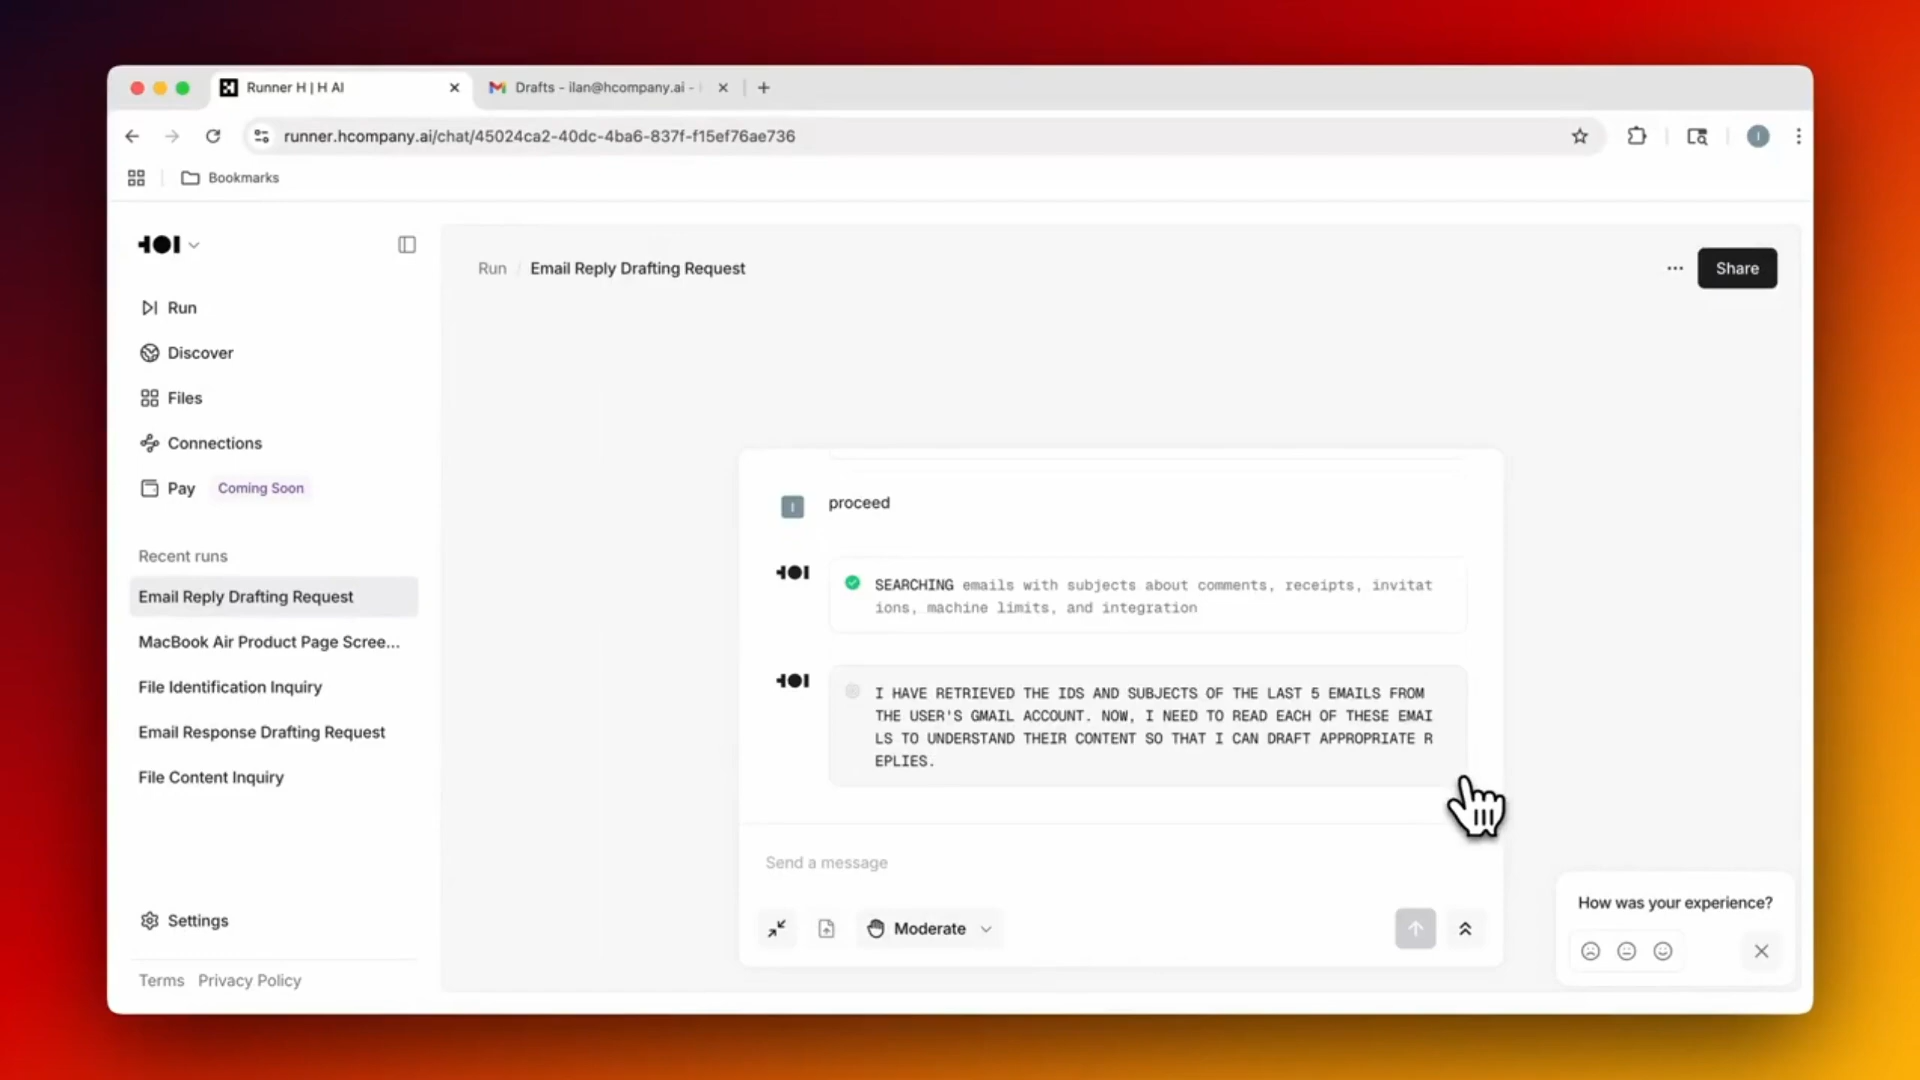 Runner H | H AI
Drafts - ilan@hcompany.ai -
runner.hcompany.ai/chat/45024ca2-40dc-4ba6-837f-f15ef76ae736
I
Bookmarks
Run
Discover
Files
Connections
Pay Coming Soon
Recent runs
Email Reply Drafting Request
MacBook Air Product Page Scree...
File Identification Inquiry
Email Response Drafting Request
File Content Inquiry
Settings
Terms Privacy Policy
Run / Email Reply Drafting Request
Share
I
proceed
SEARCHING emails with subjects about comments, receipts, invitat
ions, machine limits, and integration
I HAVE RETRIEVED THE IDS AND SUBJECTS OF THE LAST 5 EMAILS FROM
THE USER'S GMAIL ACCOUNT. NOW, I NEED TO READ EACH OF THESE EMAI
LS TO UNDERSTAND THEIR CONTENT SO THAT I CAN DRAFT APPROPRIATE R
EPLIES.
Send a message
Moderate
How was your experience?